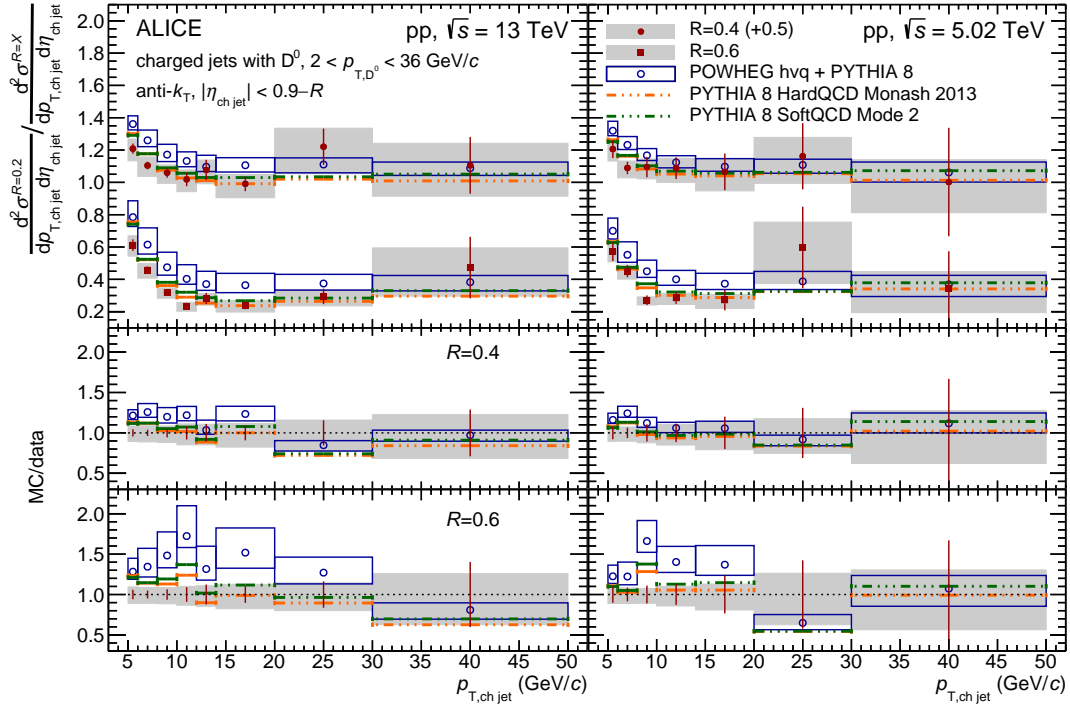 ALICE pp, √s = 13 TeV
charged jets with D⁰, 2 < p_T,D⁰ < 36 GeV/c
anti-k_T, |η_ch jet| < 0.9−R
pp, √s = 5.02 TeV
R=0.4 (+0.5)
R=0.6
POWHEG hvq + PYTHIA 8
PYTHIA 8 HardQCD Monash 2013
PYTHIA 8 SoftQCD Mode 2
d²σ^R=0.2 / dp_T,ch jet dη_ch jet / d²σ^R=X / dp_T,ch jet dη_ch jet
2.0
1.8
1.6
1.4
1.2
1.0
0.8
0.6
0.4
0.2
R=0.4
2.0
1.5
1.0
0.5
MC/data
R=0.6
2.0
1.5
1.0
0.5
5 10 15 20 25 30 35 40 45 50
p_T,ch jet (GeV/c)
5 10 15 20 25 30 35 40 45 50
p_T,ch jet (GeV/c)